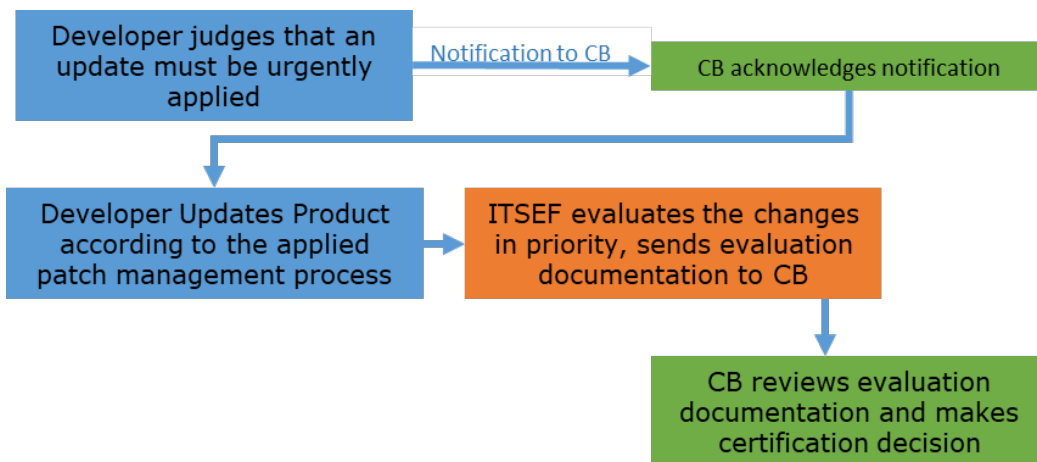 Developer judges that an
update must be urgently
applied
Notification to CB
CB acknowledges notification
Developer Updates Product
according to the applied
patch management process
ITSEF evaluates the changes
in priority, sends evaluation
documentation to CB
CB reviews evaluation
documentation and makes
certification decision